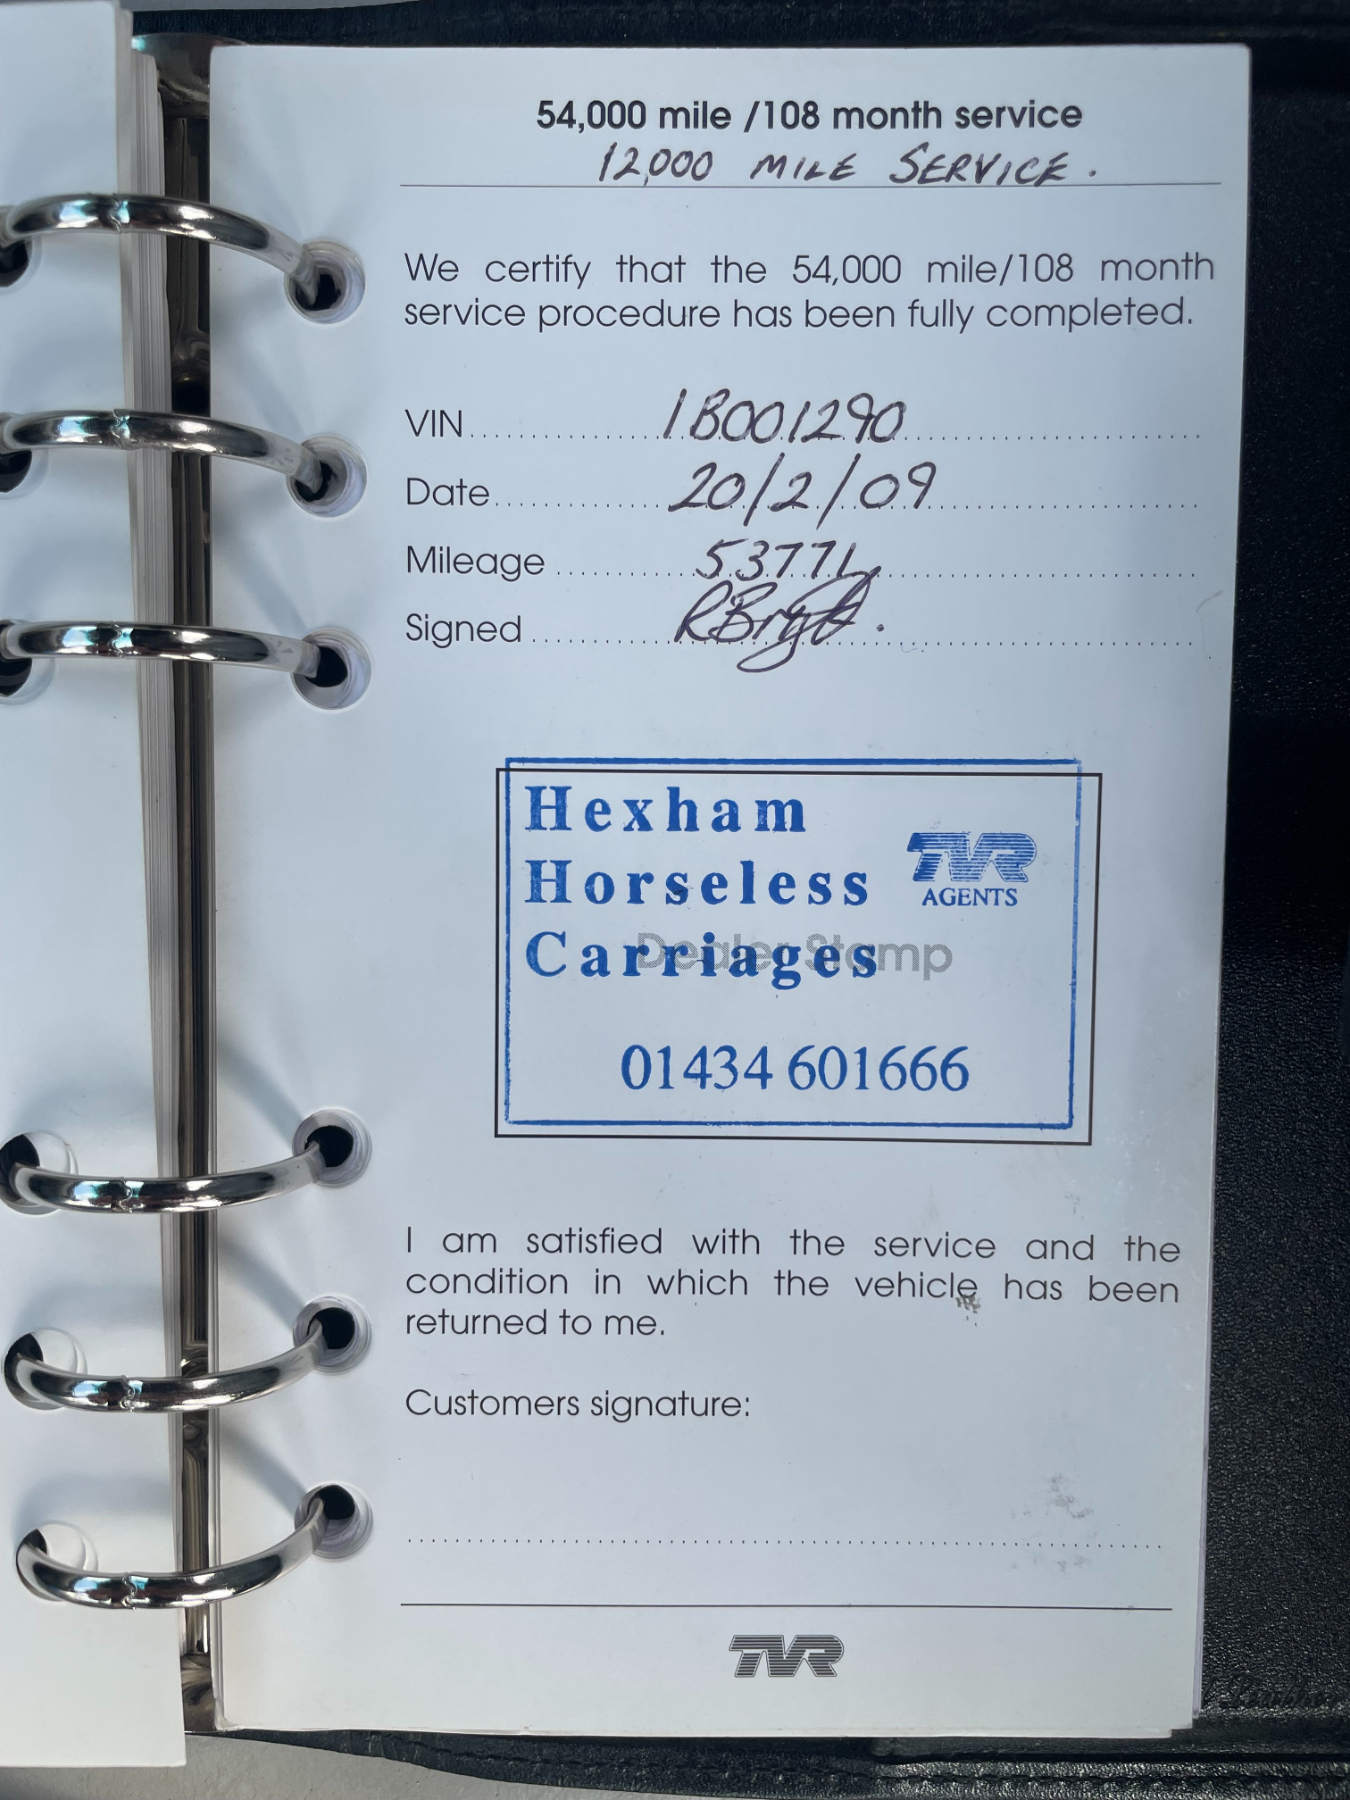 54,000 mile /108 month service
12,000 MILE SERVICE.
We certify that the 54,000 mile/108 month
service procedure has been fully completed.
VIN 1B001290
Date 20/2/09
Mileage 53771
Signed
Hexham
Horseless
Carriages
TVR
AGENTS
Dealer Stamp
01434 601666
I am satisfied with the service and the
condition in which the vehicle has been
returned to me.
Customers signature:
TVR